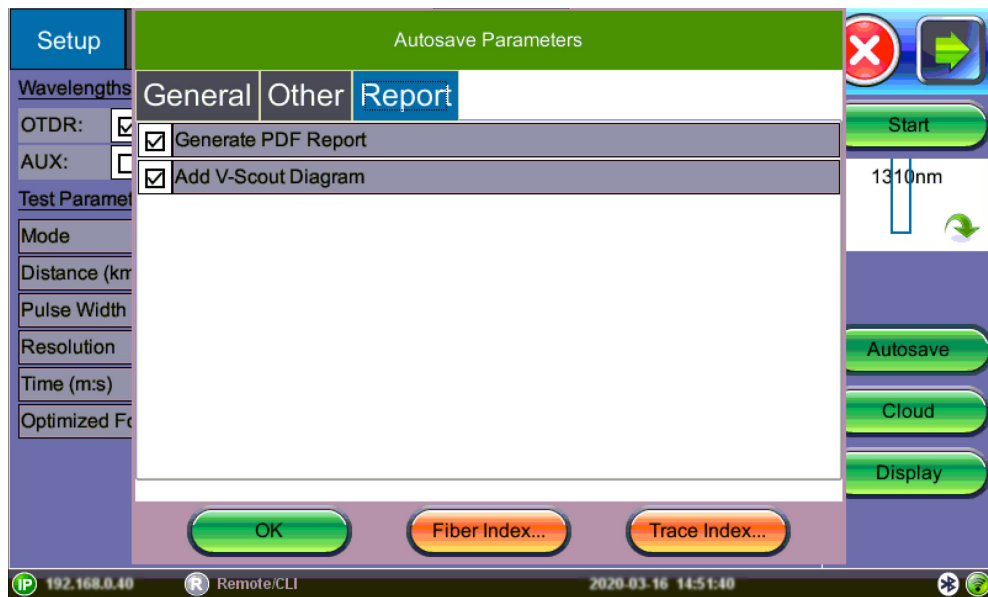 Setup
Autosave Parameters
Wavelengths
General Other Report
OTDR:
Generate PDF Report
Start
AUX:
Add V-Scout Diagram
1310nm
Test Paramet
Mode
Distance (km
Pulse Width
Resolution
Autosave
Time (m:s)
Optimized Fo
Cloud
Display
OK
Fiber Index...
Trace Index...
IP 192.168.0.40
R Remote/CLI
2020-03-16 14:51:40